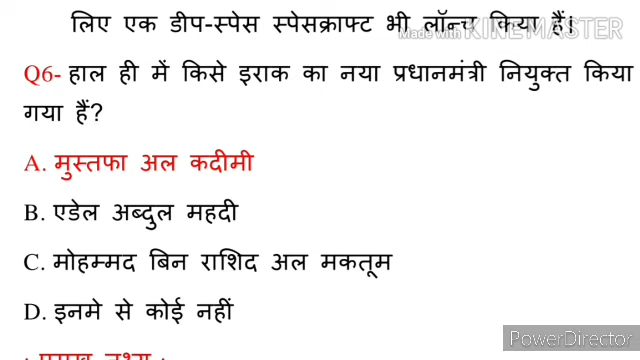 लिए एक डीप-स्पेस स्पेसक्राफ्ट भी लॉन्च किया हैं।
Made with KINEMASTER
Q6- हाल ही में किसे इराक का नया प्रधानमंत्री नियुक्त किया
गया हैं?
A. मुस्तफा अल कदीमी
B. एडेल अब्दुल महदी
C. मोहम्मद बिन राशिद अल मकतूम
D. इनमे से कोई नहीं
PowerDirector